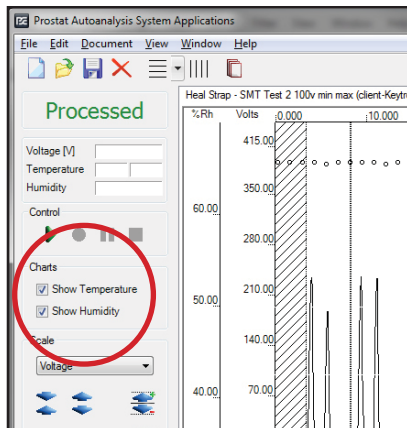 Prostat Autoanalysis System Applications
File Edit Document View Window Help
Heal Strap - SMT Test 2 100v min max (client-Keytr
Processed
%Rh Volts :0.000 :10.000
415.00
Voltage [V]
Temperature
Humidity
350.00
60.00
Control
280.00
Charts
Show Temperature
210.00
50.00
Show Humidity
Scale
140.00
Voltage
70.00
40.00